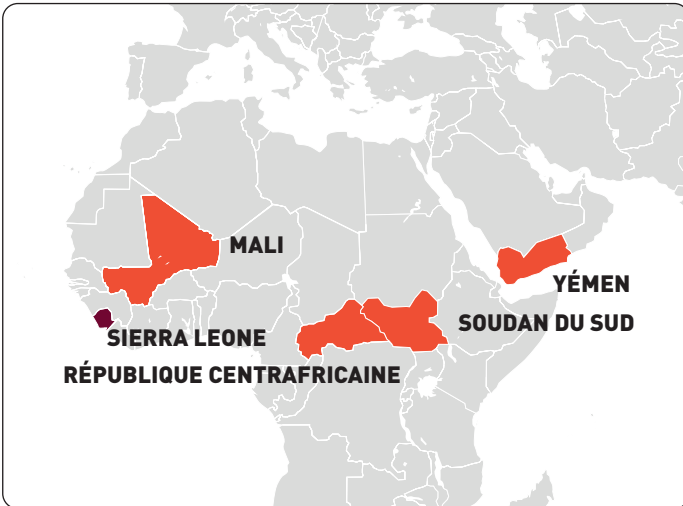 MALI
YÉMEN
SOUDAN DU SUD
SIERRA LEONE
RÉPUBLIQUE CENTRAFRICAINE